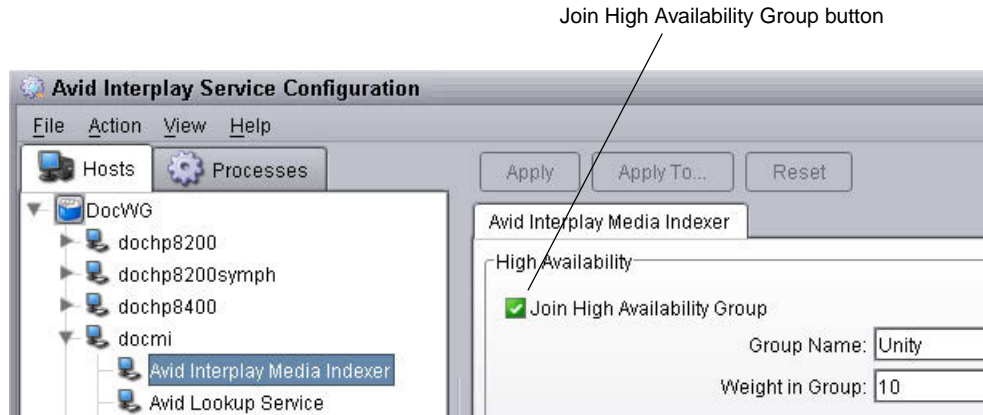 Join High Availability Group button
Avid Interplay Service Configuration
File Action View Help
Hosts Processes
DocWG
dochp8200
dochp8200symph
dochp8400
docmi
Avid Interplay Media Indexer
Avid Lookup Service
Apply Apply To... Reset
Avid Interplay Media Indexer
High Availability
Join High Availability Group
Group Name: Unity
Weight in Group: 10